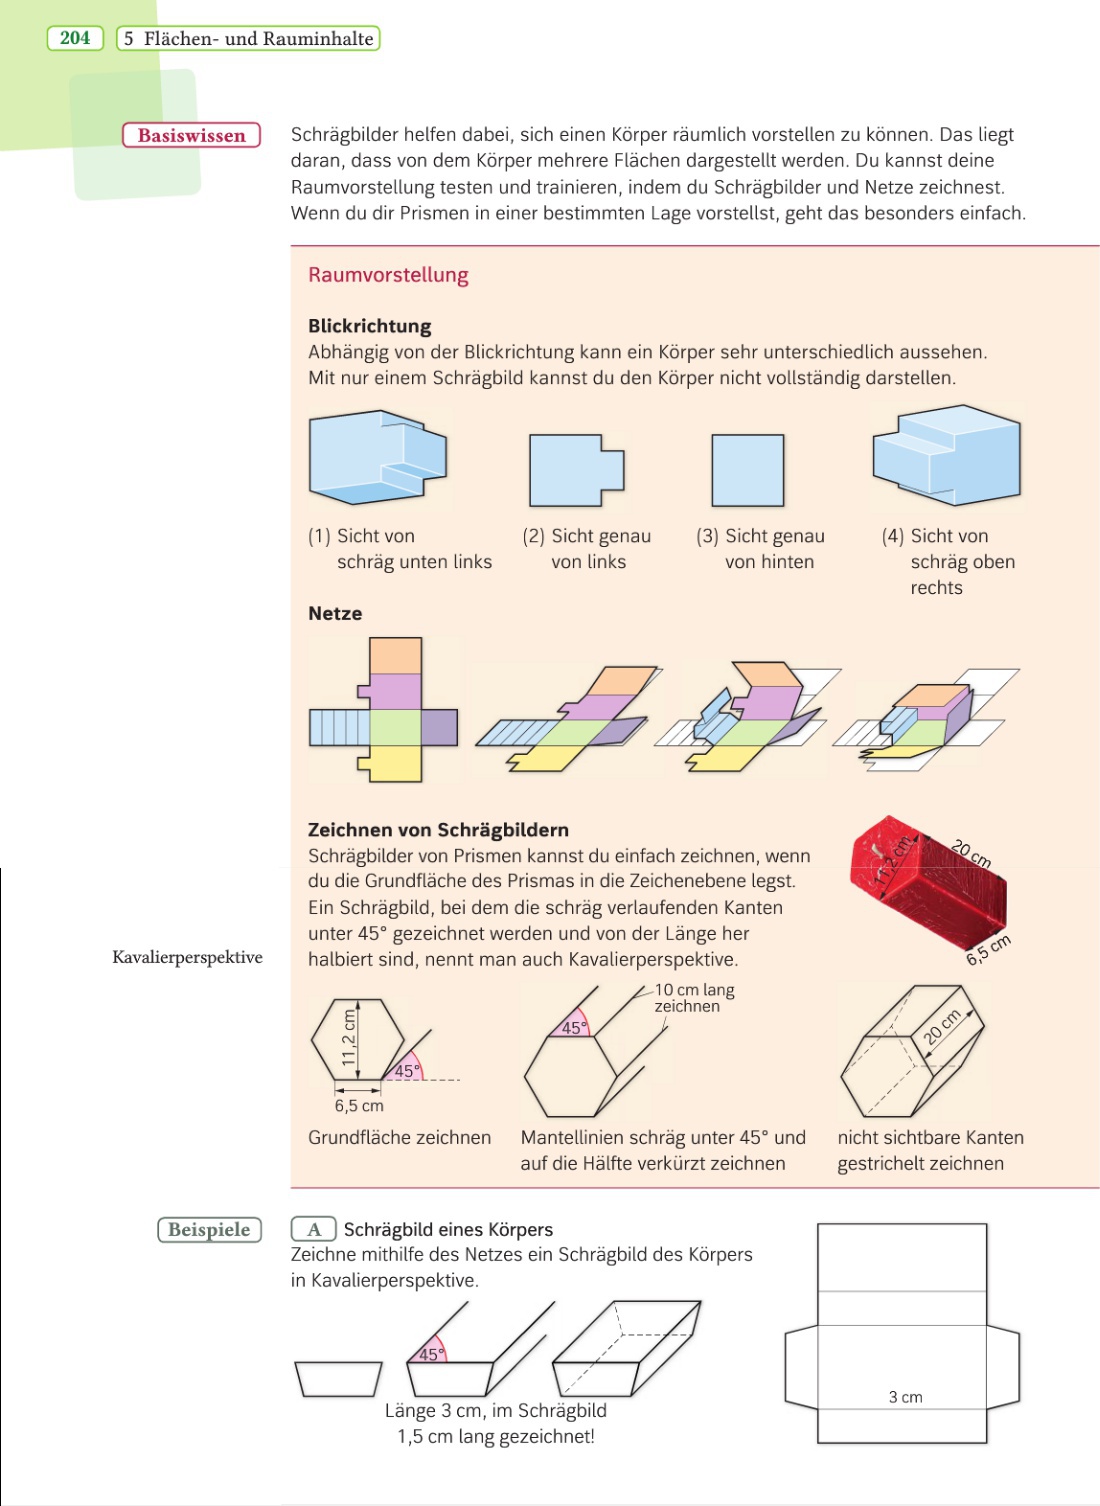 204
5 Flächen- und Rauminhalte
Basiswissen
Schrägbilder helfen dabei, sich einen Körper räumlich vorstellen zu können. Das liegt
daran, dass von dem Körper mehrere Flächen dargestellt werden. Du kannst deine
Raumvorstellung testen und trainieren, indem du Schrägbilder und Netze zeichnest.
Wenn du dir Prismen in einer bestimmten Lage vorstellst, geht das besonders einfach.
Raumvorstellung
Blickrichtung
Abhängig von der Blickrichtung kann ein Körper sehr unterschiedlich aussehen.
Mit nur einem Schrägbild kannst du den Körper nicht vollständig darstellen.
(1) Sicht von
schräg unten links
(2) Sicht genau
von links
(3) Sicht genau
von hinten
(4) Sicht von
schräg oben
rechts
Netze
Zeichnen von Schrägbildern
Schrägbilder von Prismen kannst du einfach zeichnen, wenn
du die Grundfläche des Prismas in die Zeichenebene legst.
Ein Schrägbild, bei dem die schräg verlaufenden Kanten
unter 45° gezeichnet werden und von der Länge her
halbiert sind, nennt man auch Kavalierperspektive.
Kavalierperspektive
11,2 cm
20 cm
6,5 cm
11,2 cm
45°
6,5 cm
Grundfläche zeichnen
45°
10 cm lang
zeichnen
Mantellinien schräg unter 45° und
auf die Hälfte verkürzt zeichnen
20 cm
nicht sichtbare Kanten
gestrichelt zeichnen
Beispiele
A Schrägbild eines Körpers
Zeichne mithilfe des Netzes ein Schrägbild des Körpers
in Kavalierperspektive.
45°
Länge 3 cm, im Schrägbild
1,5 cm lang gezeichnet!
3 cm